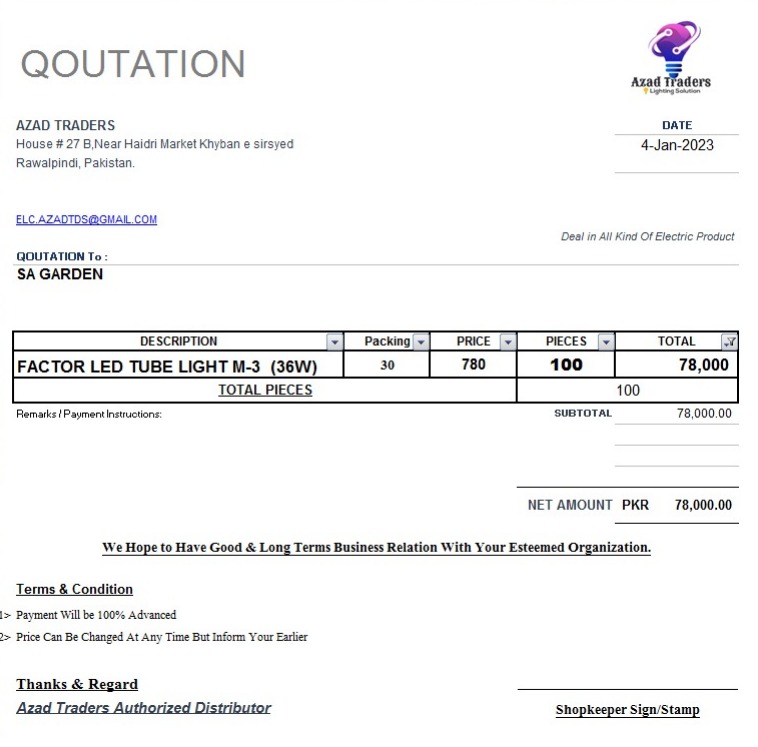 QOUTATION
Azad Traders
Lighting Solution
AZAD TRADERS
House # 27 B,Near Haidri Market Khyban e sirsyed
Rawalpindi, Pakistan.
DATE
4-Jan-2023
ELC.AZADTDS@GMAIL.COM
Deal in All Kind Of Electric Product
QOUTATION To :
SA GARDEN
DESCRIPTION Packing PRICE PIECES TOTAL
FACTOR LED TUBE LIGHT M-3 (36W) 30 780 100 78,000
TOTAL PIECES 100
Remarks / Payment Instructions: SUBTOTAL 78,000.00
NET AMOUNT PKR 78,000.00
We Hope to Have Good & Long Terms Business Relation With Your Esteemed Organization.
Terms & Condition
1> Payment Will be 100% Advanced
2> Price Can Be Changed At Any Time But Inform Your Earlier
Thanks & Regard
Azad Traders Authorized Distributor
Shopkeeper Sign/Stamp